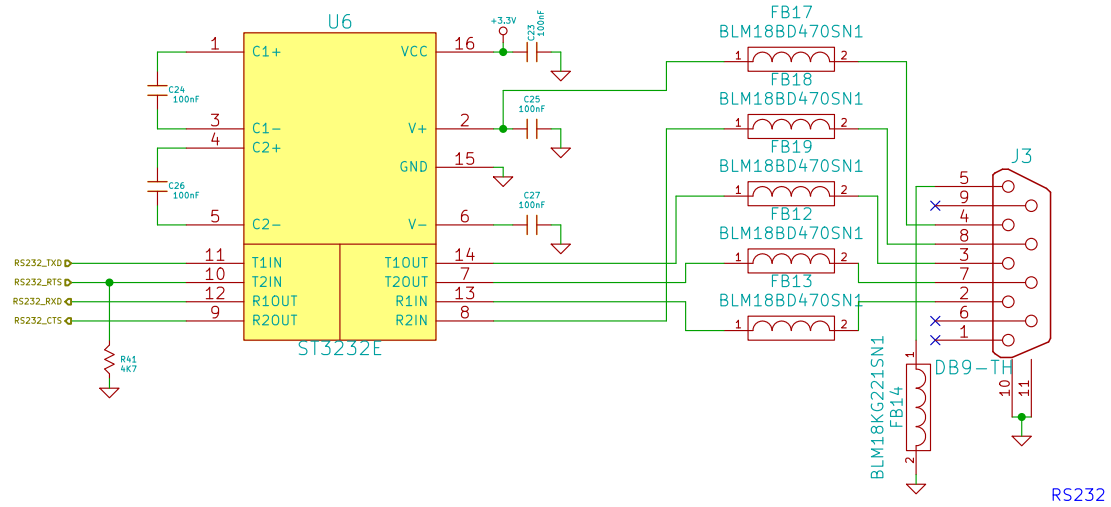 U6
1 C1+
3 C1-
4 C2+
5 C2-
11 T1IN
10 T2IN
12 R1OUT
9 R2OUT
VCC 16
V+ 2
GND 15
V- 6
T1OUT 14
T2OUT 7
R1IN 13
R2IN 8
ST3232E
C24
100nF
C26
100nF
RS232_TXD
RS232_RTS
RS232_RXD
RS232_CTS
R41
4K7
+3.3V
C23
100nF
C25
100nF
C27
100nF
FB17
BLM18BD470SN1
1 2
FB18
BLM18BD470SN1
1 2
FB19
BLM18BD470SN1
1 2
FB12
BLM18BD470SN1
1 2
FB13
BLM18BD470SN1
1 2
J3
5
9
4
8
3
7
2
6
1
DB9-TH
10
11
1
BLM18KG221SN1
FB14
2
RS232